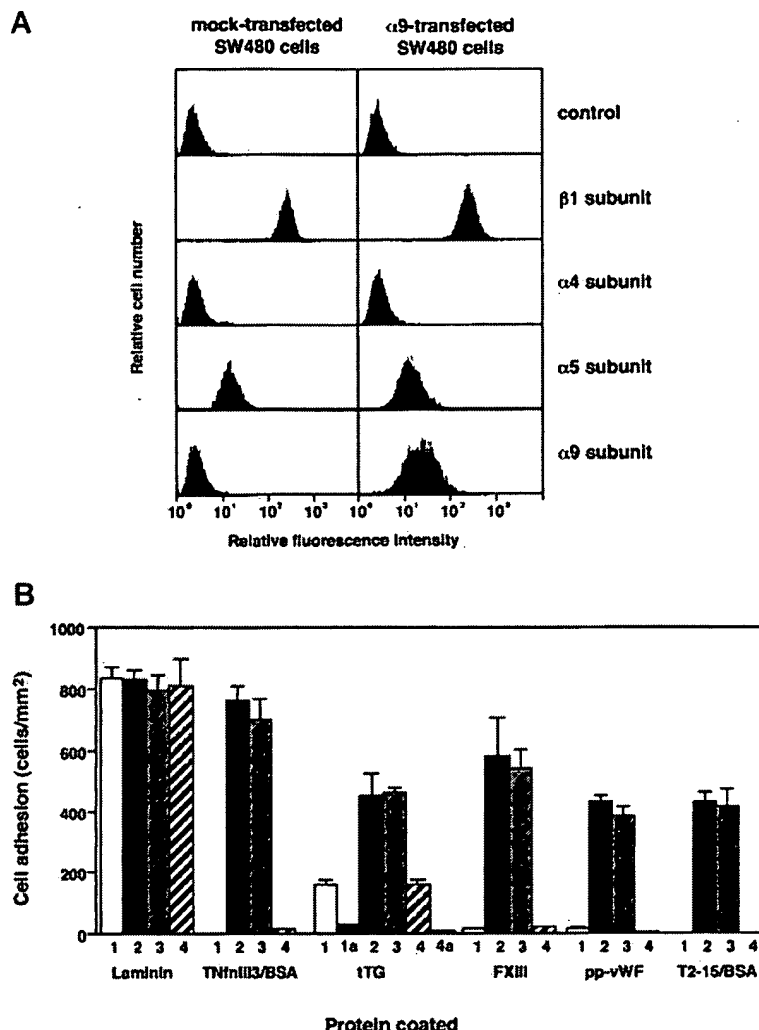 A
mock-transfected SW480 cells
α9-transfected SW480 cells
control
β1 subunit
α4 subunit
α5 subunit
α9 subunit
Relative cell number
10⁰ 10¹ 10² 10³ 10⁰ 10¹ 10² 10³
Relative fluorescence intensity
B
Cell adhesion (cells/mm²)
1000
800
600
400
200
0
1 2 3 4 1 2 3 4 1 1a 2 3 4 4a 1 2 3 4 1 2 3 4 1 2 3 4
Laminin TNfnIII3/BSA tTG FXIII pp-vWF T2-15/BSA
Protein coated